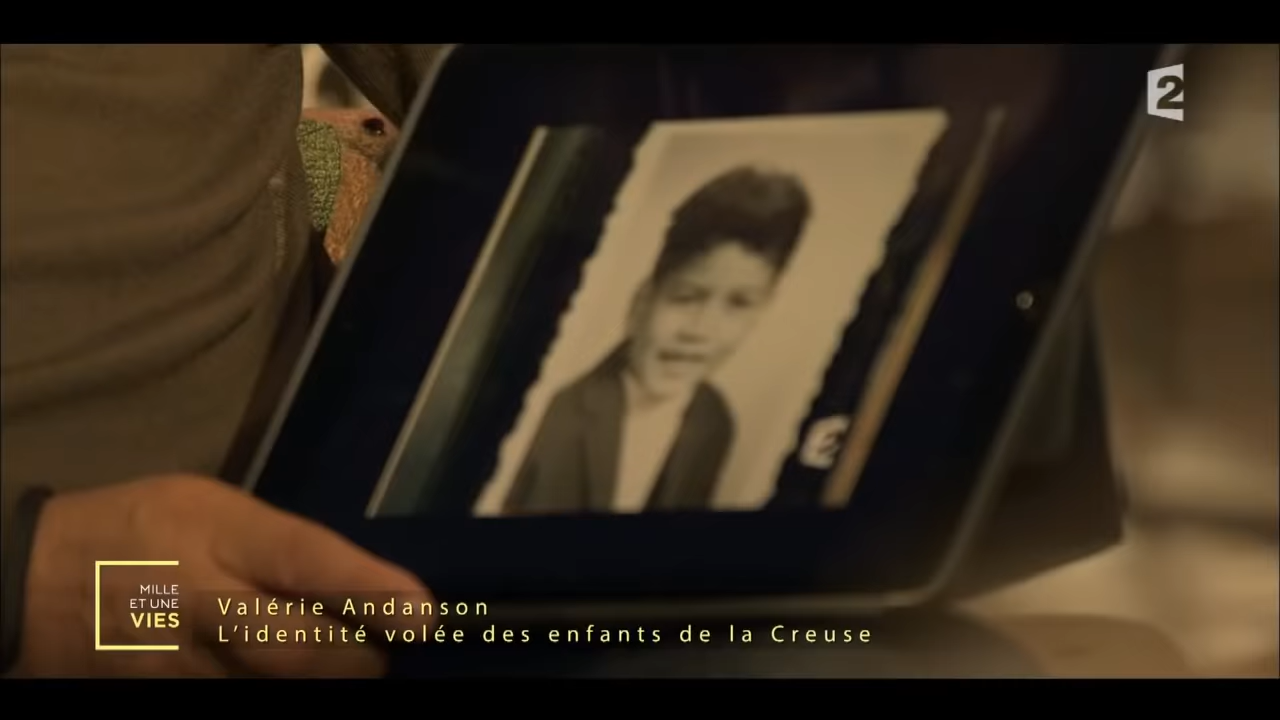 2
MILLE
ET UNE
VIES
Valérie Andanson
L'identité volée des enfants de la Creuse